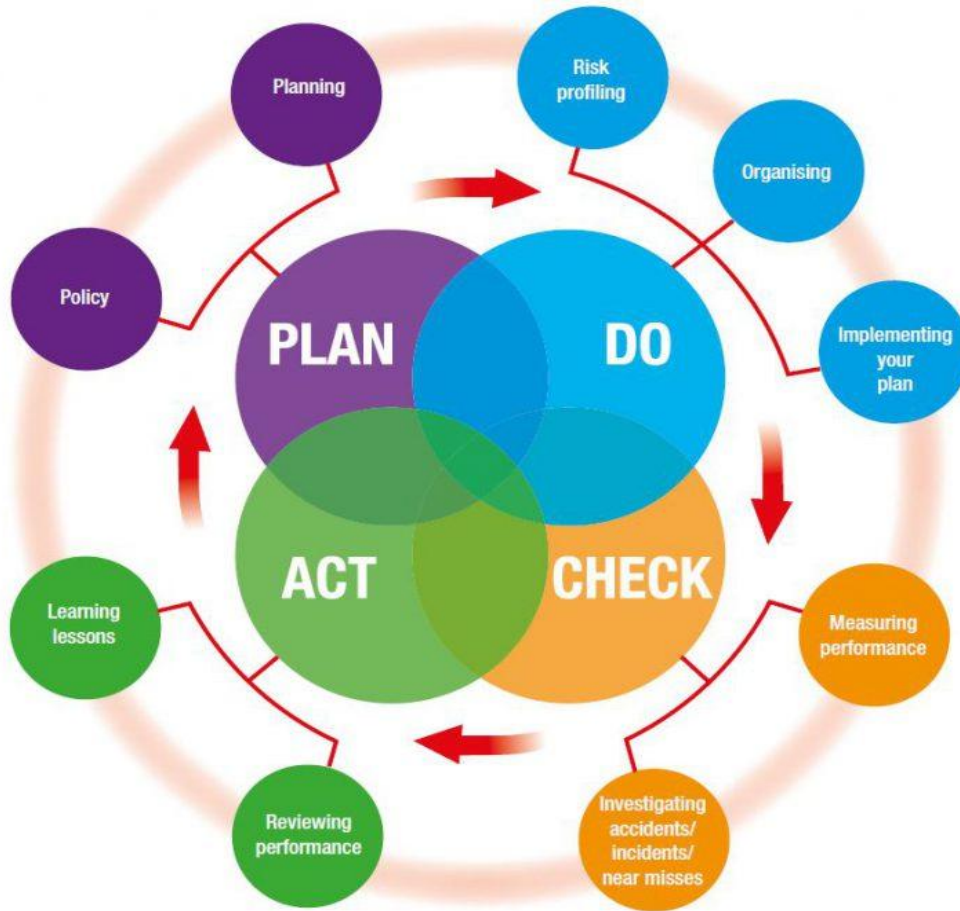 Planning
Risk
profiling
Organising
Policy
Implementing
your
plan
PLAN
DO
ACT
CHECK
Learning
lessons
Measuring
performance
Reviewing
performance
Investigating
accidents/
incidents/
near misses